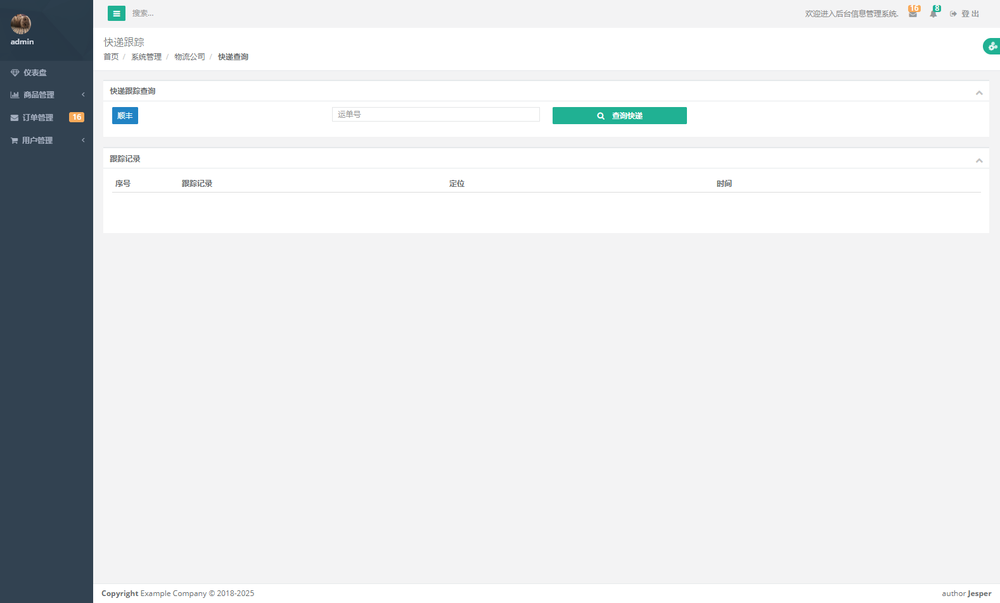 admin
仪表盘
商品管理
订单管理 16
用户管理
搜索...
欢迎进入后台信息管理系统. 16 8 登 出
快递跟踪
首页 / 系统管理 / 物流公司 / 快递查询
快递跟踪查询
顺丰 运单号 查询快递
跟踪记录
序号 跟踪记录 定位 时间
Copyright Example Company © 2018-2025
author Jesper